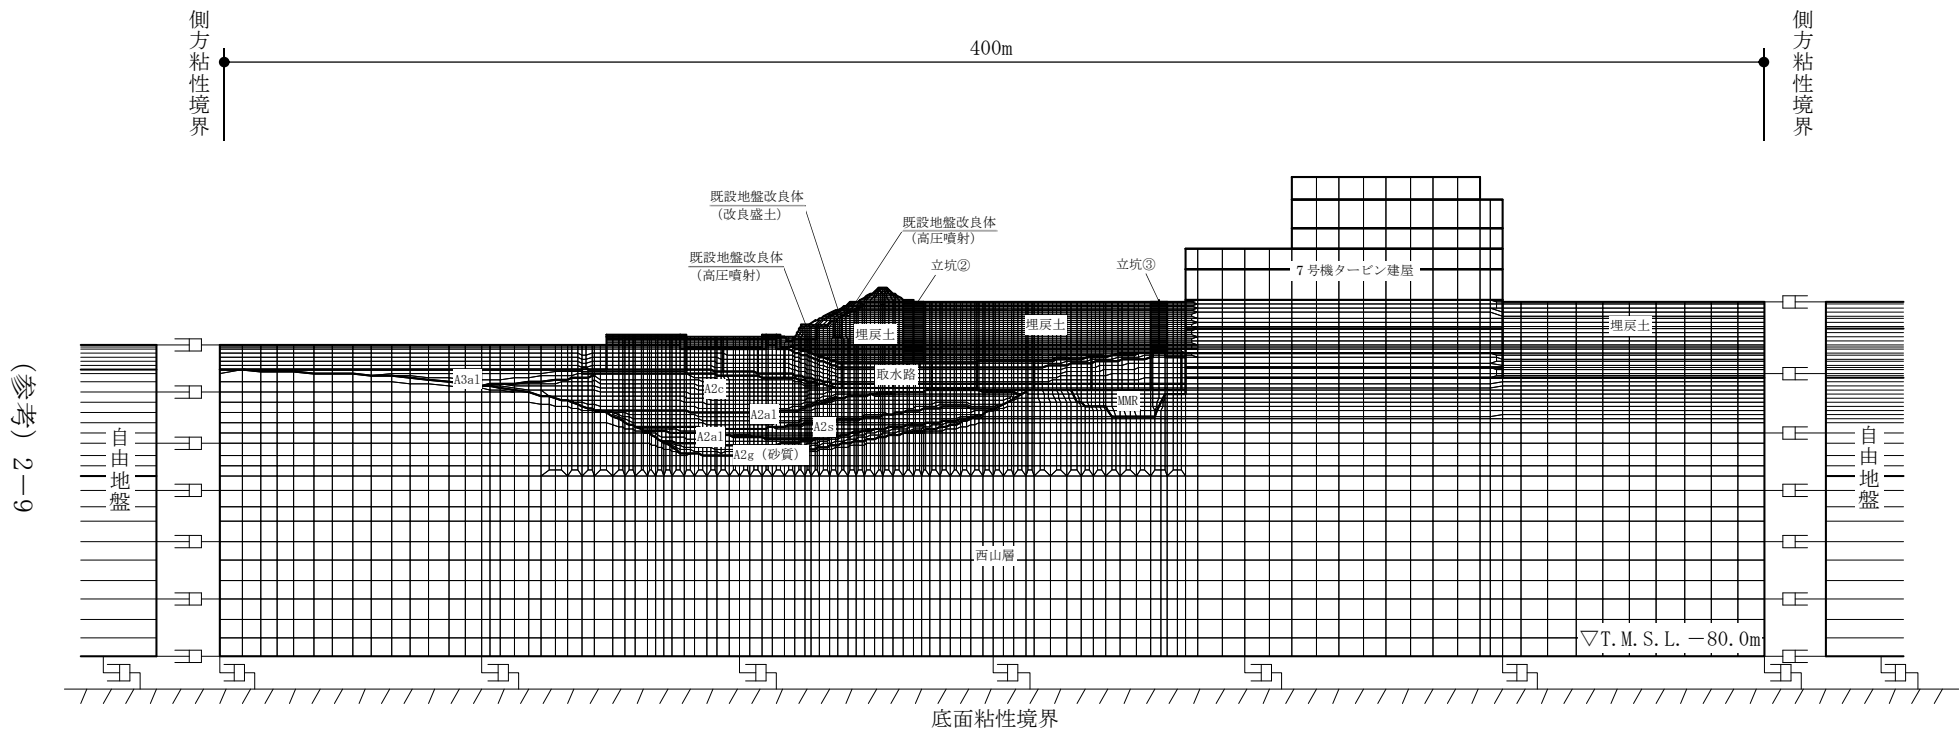 側方粘性境界
400m
側方粘性境界
既設地盤改良体
(改良盛土)
既設地盤改良体
(高圧噴射)
既設地盤改良体
(高圧噴射)
立坑②
立坑③
7号機タービン建屋
埋戻土
埋戻土
埋戻土
取水路
A3a1
A2c
MMR
A2a1
A2s
A2a1
A2g(砂質)
自由地盤
自由地盤
西山層
▽T.M.S.L. −80.0m
底面粘性境界
(参考) 2−9